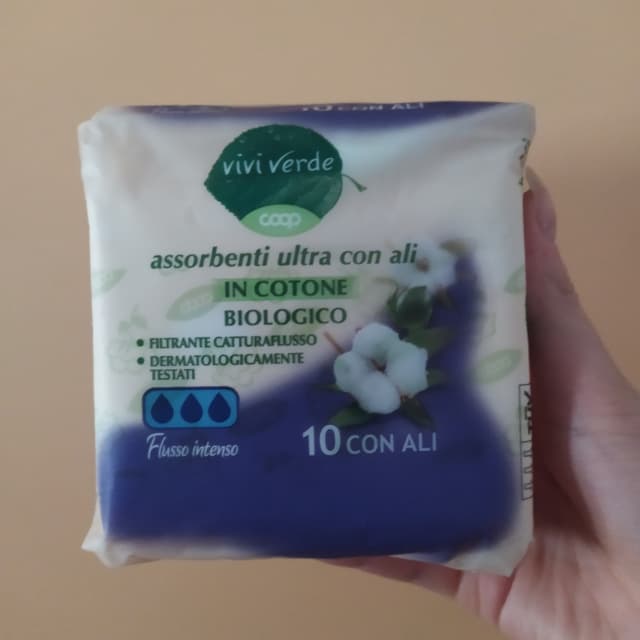 10 CON ALI
vivi verde
coop
assorbenti ultra con ali
IN COTONE
BIOLOGICO
• FILTRANTE CATTURAFLUSSO
• DERMATOLOGICAMENTE
TESTATI
Flusso intenso
10 CON ALI